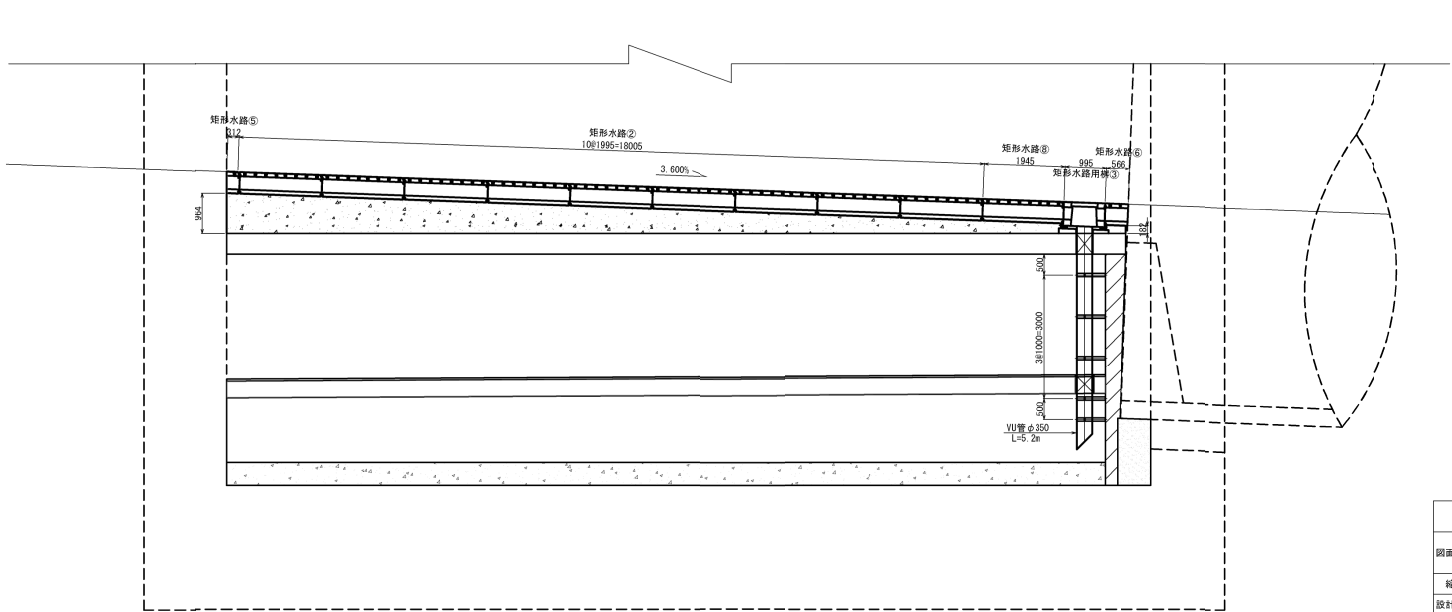 矩形水路⑤
312
矩形水路②
10@1995=18005
3.600%
矩形水路⑧
1945
995
矩形水路⑥
566
矩形水路用桝③
964
182
500
3@1000=3000
500
VU管φ350
L=5.2m
図面
縮
設計